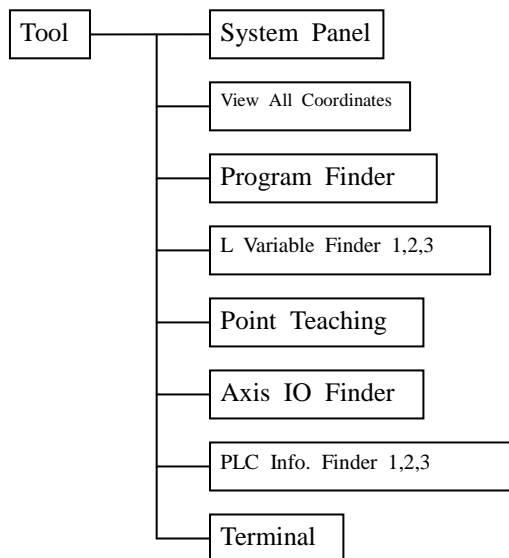 Tool
System Panel
View All Coordinates
Program Finder
L Variable Finder 1,2,3
Point Teaching
Axis IO Finder
PLC Info. Finder 1,2,3
Terminal